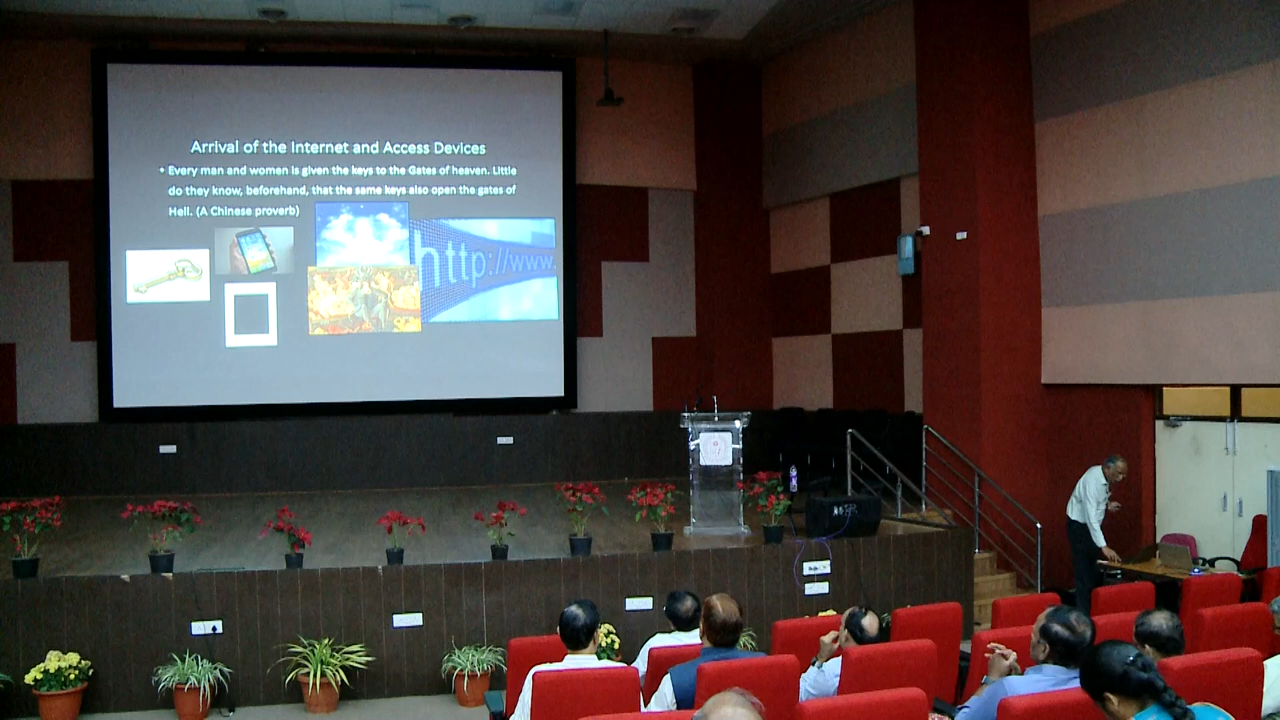 Arrival of the Internet and Access Devices
• Every man and women is given the keys to the Gates of heaven. Little
do they know, beforehand, that the same keys also open the gates of
Hell. (A Chinese proverb)
http://www.